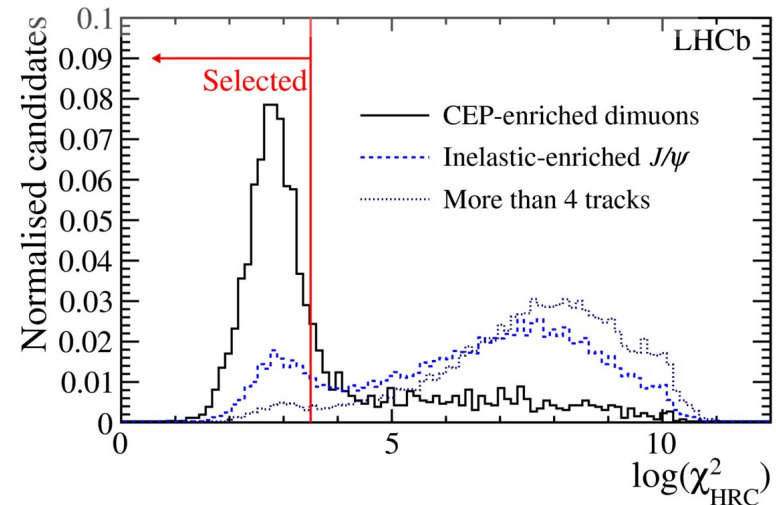 Normalised candidates
0.1
0.09
0.08
0.07
0.06
0.05
0.04
0.03
0.02
0.01
0
LHCb
Selected
CEP-enriched dimuons
Inelastic-enriched J/ψ
More than 4 tracks
0 5 10
log(χ²_HRC)